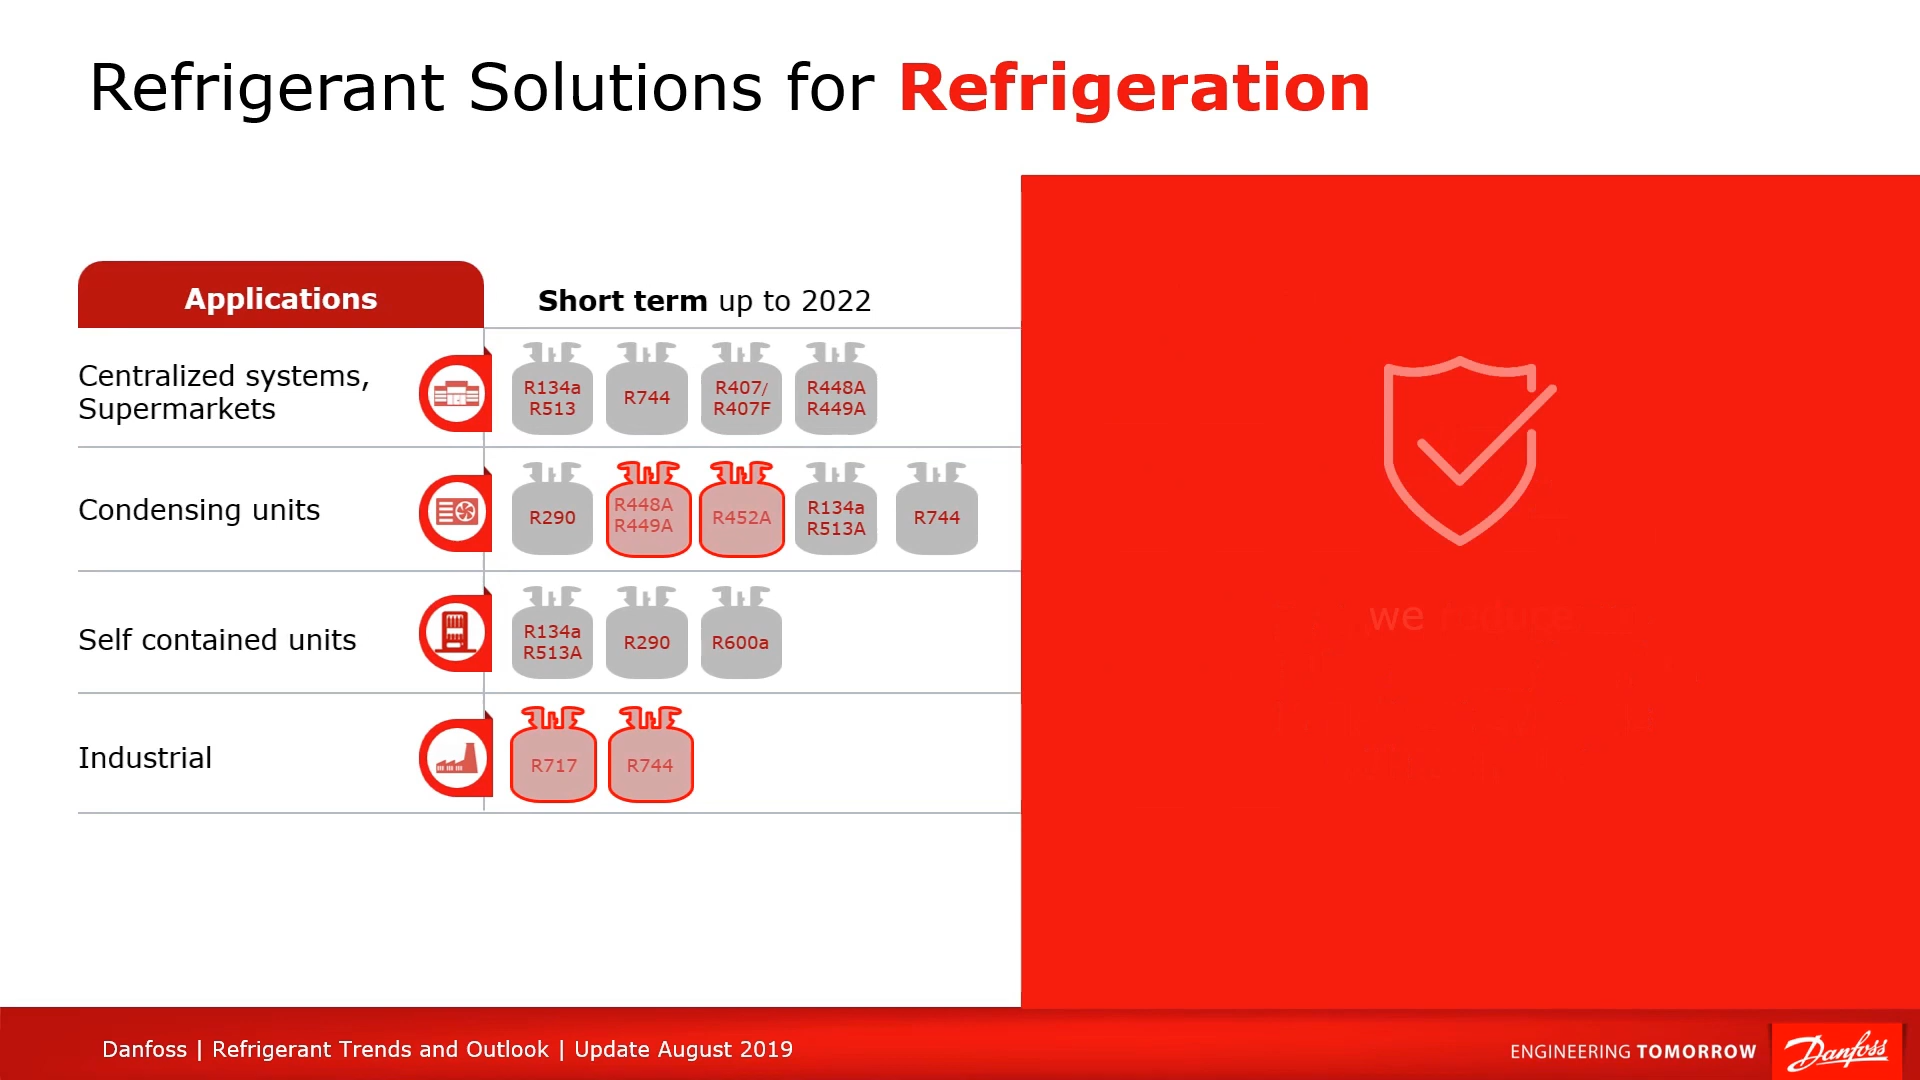 Refrigerant Solutions for Refrigeration
Applications
Short term up to 2022
Centralized systems,
Supermarkets
R134a
R513
R744
R407/
R407F
R448A
R449A
Condensing units
R290
R448A
R449A
R452A
R134a
R513A
R744
Self contained units
R134a
R513A
R290
R600a
Industrial
R717
R744
we reduce
Danfoss | Refrigerant Trends and Outlook | Update August 2019
ENGINEERING TOMORROW
Danfoss